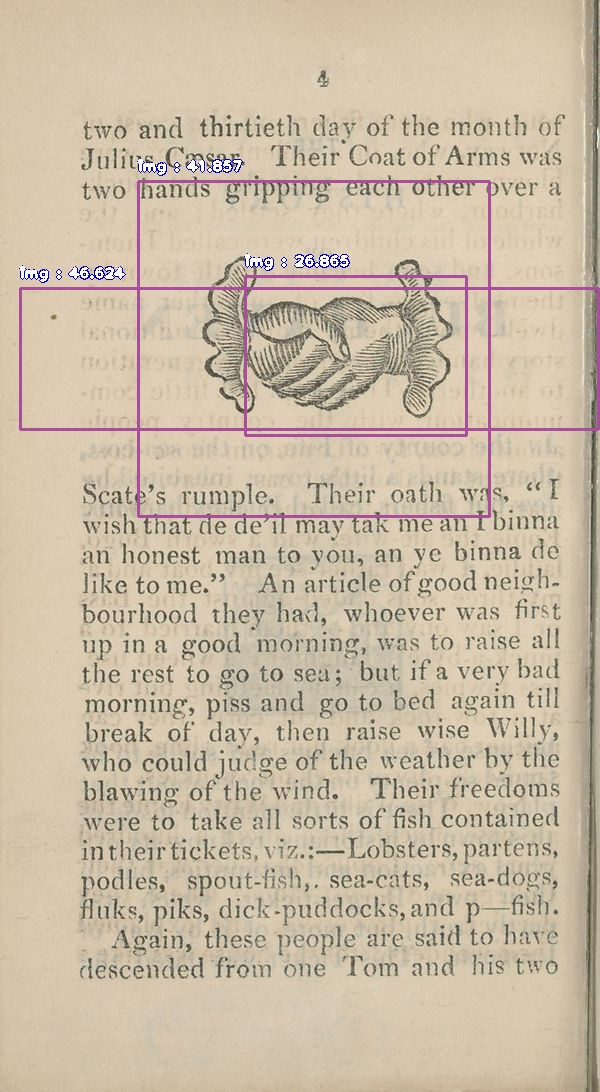 4
two and thirtieth day of the month of
Julius Cæsar. Their Coat of Arms was
img : 41.857
two hands gripping each other over a
img : 26.865
img : 46.624
Scate's rumple. Their oath was, "I
wish that de de'il may tak me an I binna
an honest man to you, an ye binna de
like to me." An article of good neigh-
bourhood they had, whoever was first
up in a good morning, was to raise all
the rest to go to sea; but if a very bad
morning, piss and go to bed again till
break of day, then raise wise Willy,
who could judge of the weather by the
blawing of the wind. Their freedoms
were to take all sorts of fish contained
in their tickets, viz.:—Lobsters, partens,
podles, spout-fish,. sea-cats, sea-dogs,
fluks, piks, dick-puddocks, and p—fish.
Again, these people are said to have
descended from one Tom and his two